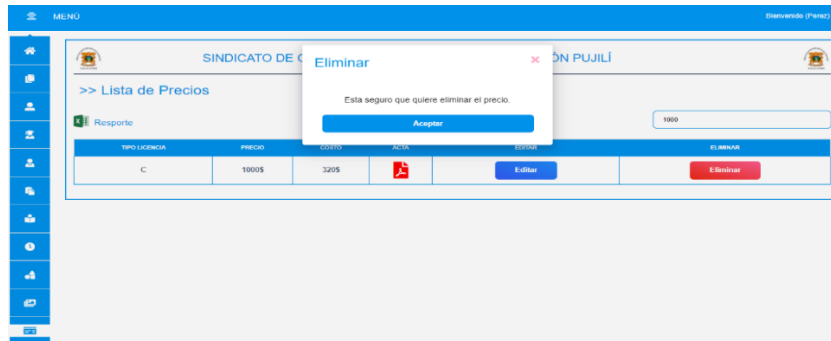 MENÚ
Bienvenido (Perez)
SINDICATO DE
ÓN PUJILÍ
Eliminar
×
>> Lista de Precios
Esta seguro que quiere eliminar el precio.
Aceptar
Resporte
1000
TIPO LICENCIA PRECIO COSTO ACTA EDITAR ELIMINAR
C 1000$ 320$ Editar Eliminar